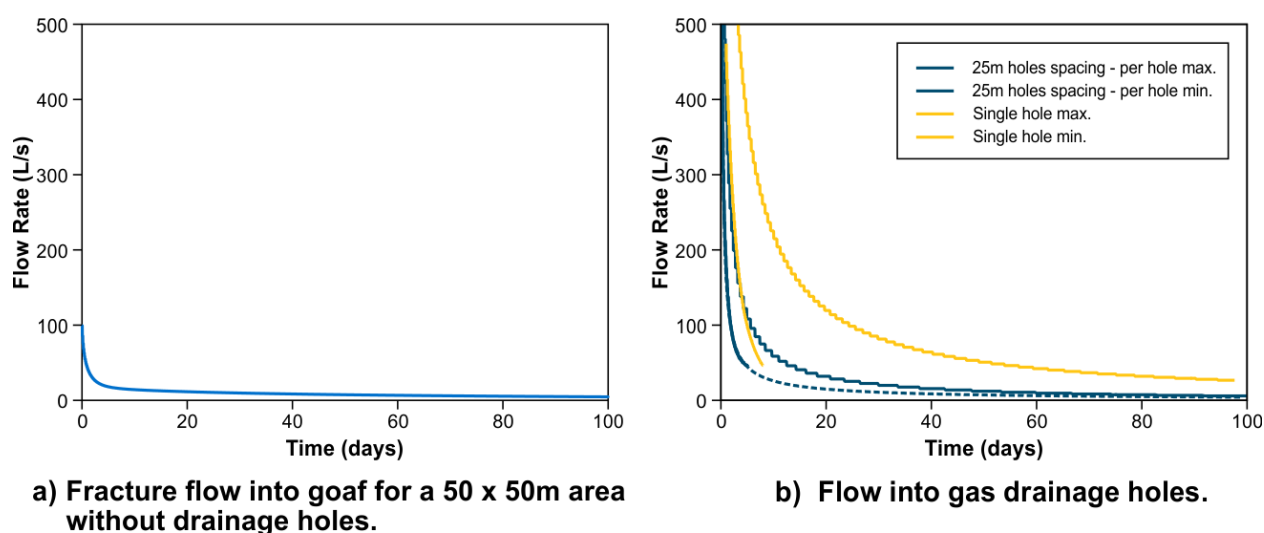 500
400
300
200
100
0
Flow Rate (L/s)
0 20 40 60 80 100
Time (days)
a) Fracture flow into goaf for a 50 x 50m area
without drainage holes.
500
400
300
200
100
0
Flow Rate (L/s)
25m holes spacing - per hole max.
25m holes spacing - per hole min.
Single hole max.
Single hole min.
0 20 40 60 80 100
Time (days)
b) Flow into gas drainage holes.